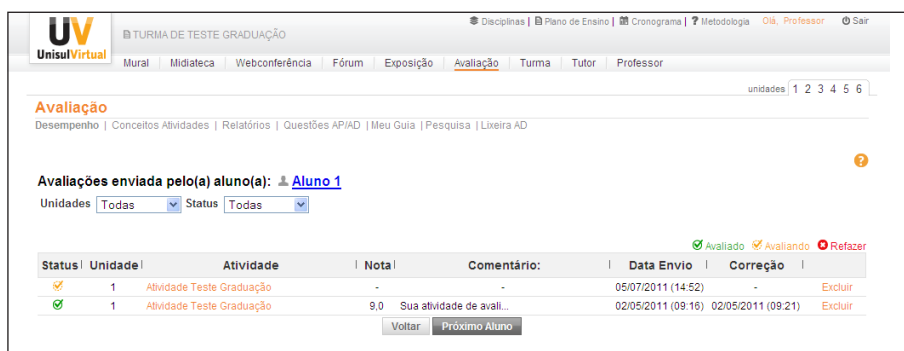 Disciplinas | Plano de Ensino | Cronograma | ? Metodologia Olá, Professor Sair
UV
UnisulVirtual
TURMA DE TESTE GRADUAÇÃO
Mural Midiateca Webconferência Fórum Exposição Avaliação Turma Tutor Professor
unidades 1 2 3 4 5 6
Avaliação
Desempenho | Conceitos Atividades | Relatórios | Questões AP/AD | Meu Guia | Pesquisa | Lixeira AD
?
Avaliações enviada pelo(a) aluno(a): Aluno 1
Unidades Todas Status Todas
Avaliado Avaliando Refazer
Status Unidade Atividade Nota Comentário: Data Envio Correção
1 Atividade Teste Graduação - - 05/07/2011 (14:52) - Excluir
1 Atividade Teste Graduação 9,0 Sua atividade de avali... 02/05/2011 (09:16) 02/05/2011 (09:21) Excluir
Voltar Próximo Aluno